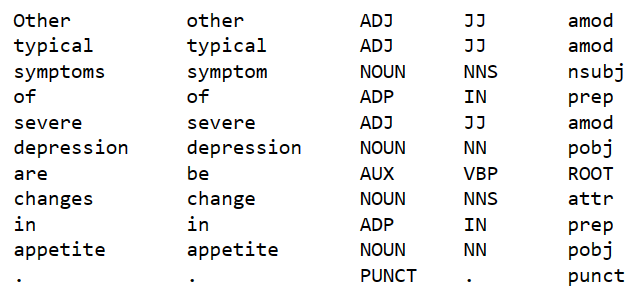 Other other ADJ JJ amod
typical typical ADJ JJ amod
symptoms symptom NOUN NNS nsubj
of of ADP IN prep
severe severe ADJ JJ amod
depression depression NOUN NN pobj
are be AUX VBP ROOT
changes change NOUN NNS attr
in in ADP IN prep
appetite appetite NOUN NN pobj
. . PUNCT . punct